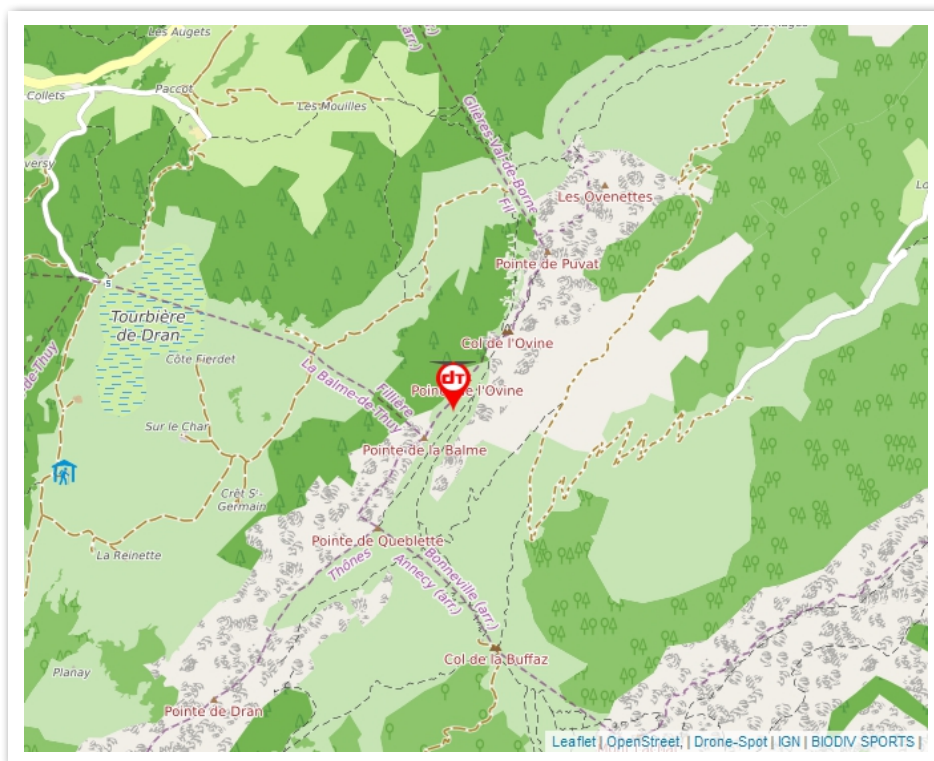 Les Augets
Collets
Paccot
Les Mouilles
Glières-Val-de-Borne
Les Ovenettes
Pointe de Puvat
5
Tourbière
de-Dran
Col de l'Ovine
Côte Fierdet
La Balme-de-Thuy
Fillière
dT
l'Ovine
Sur le Char
Pointe de la Balme
Crêt S^t-
Germain
Pointe de Queblette
La Reinette
Thônes
Bonneville (arr.)
Annecy (arr.)
Col de la Buffaz
Planay
Pointe de Dran
Leaflet | OpenStreet, | Drone-Spot | IGN | BIODIV SPORTS |